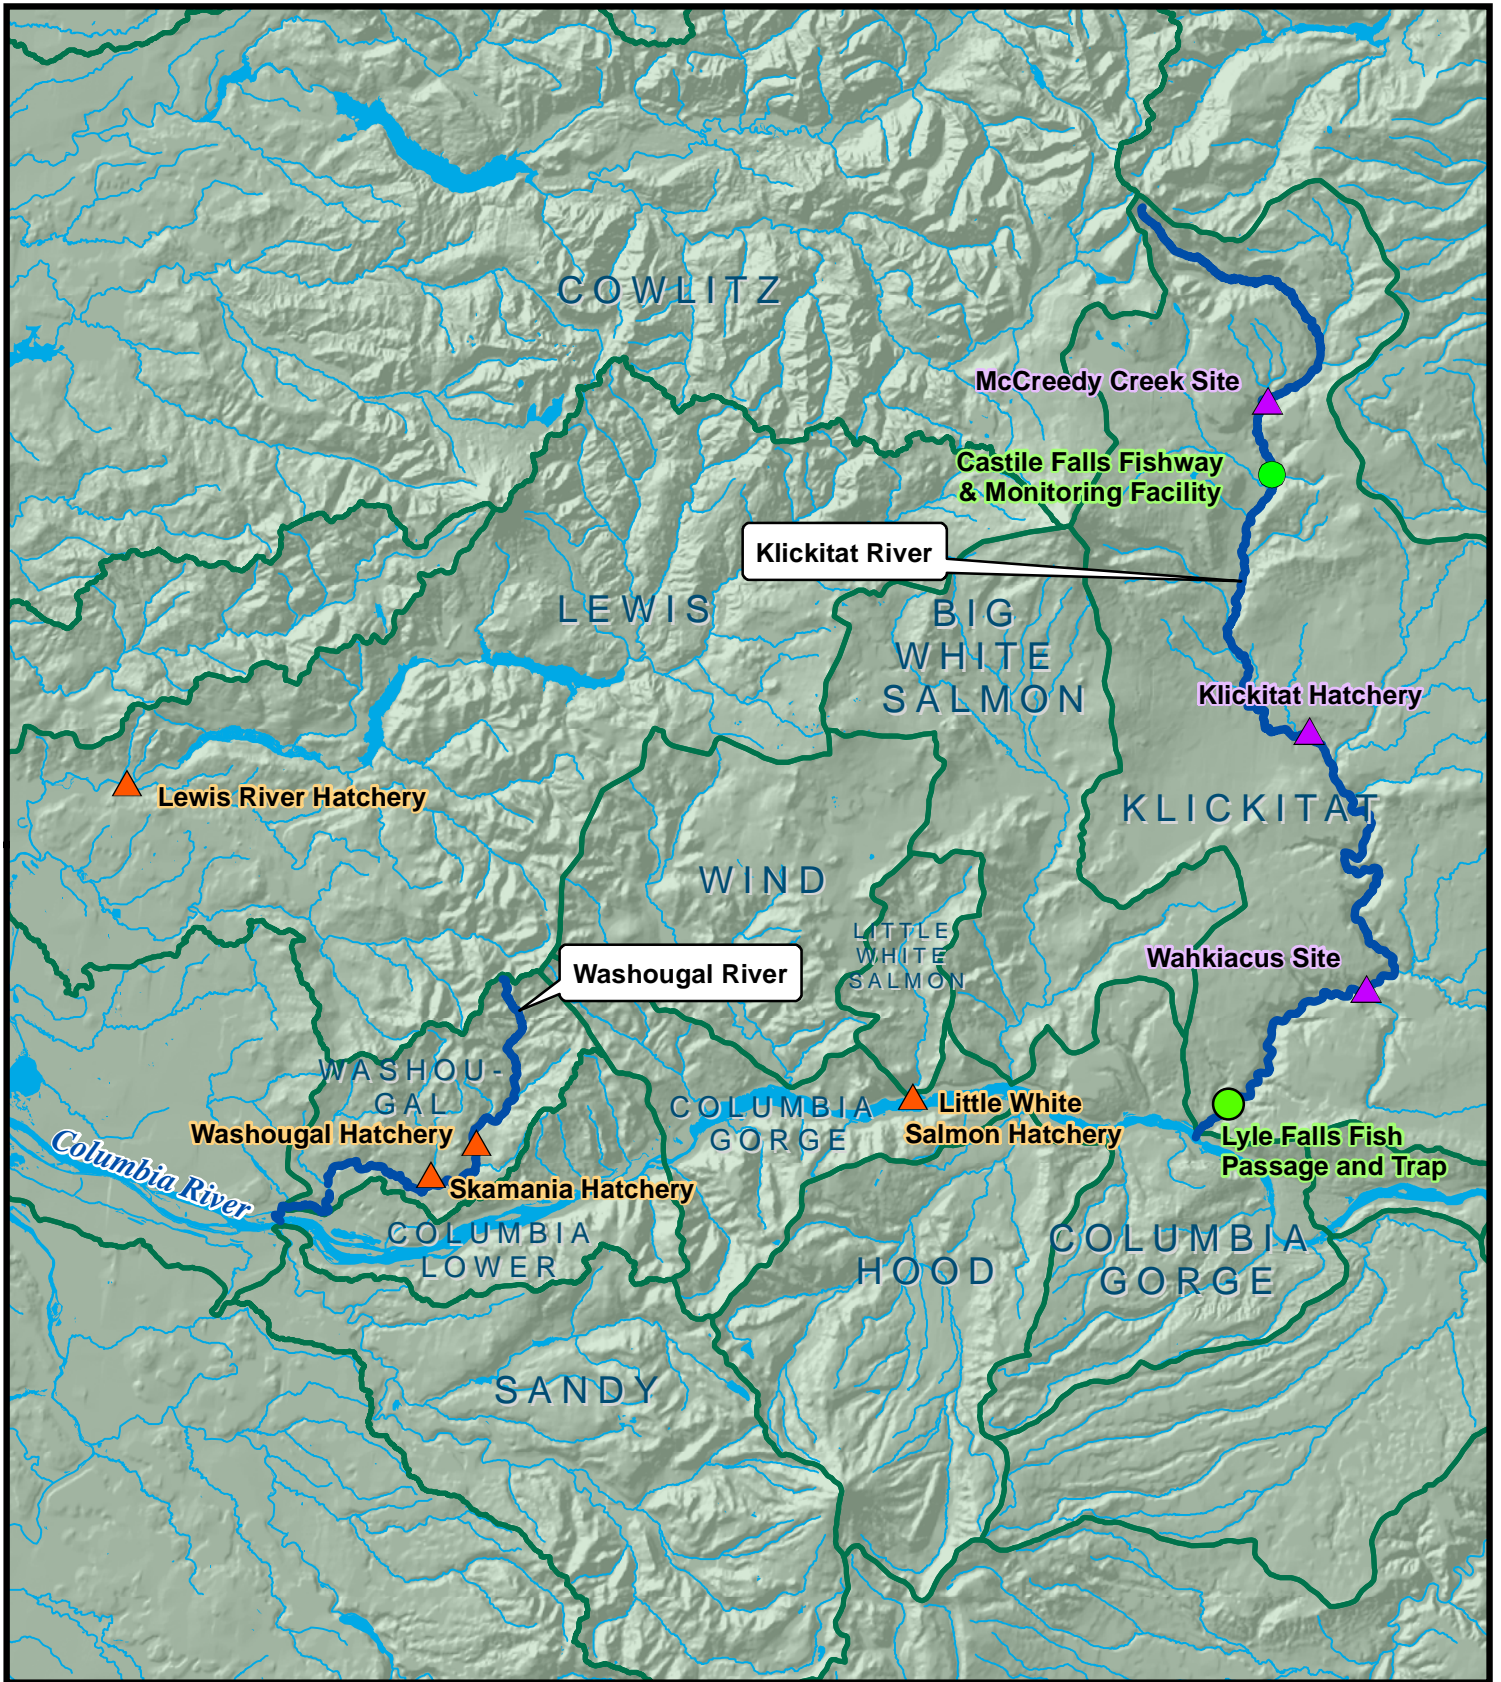 COWLITZ
McCreedy Creek Site
Castile Falls Fishway
& Monitoring Facility
Klickitat River
LEWIS
BIG
WHITE
SALMON
Klickitat Hatchery
Lewis River Hatchery
KLICKITAT
WIND
LITTLE
WHITE
SALMON
Wahkiacus Site
Washougal River
WASHOU-
GAL
COLUMBIA
GORGE
Little White
Salmon Hatchery
Washougal Hatchery
Lyle Falls Fish
Passage and Trap
Columbia River
Skamania Hatchery
COLUMBIA
LOWER
HOOD
COLUMBIA
GORGE
SANDY